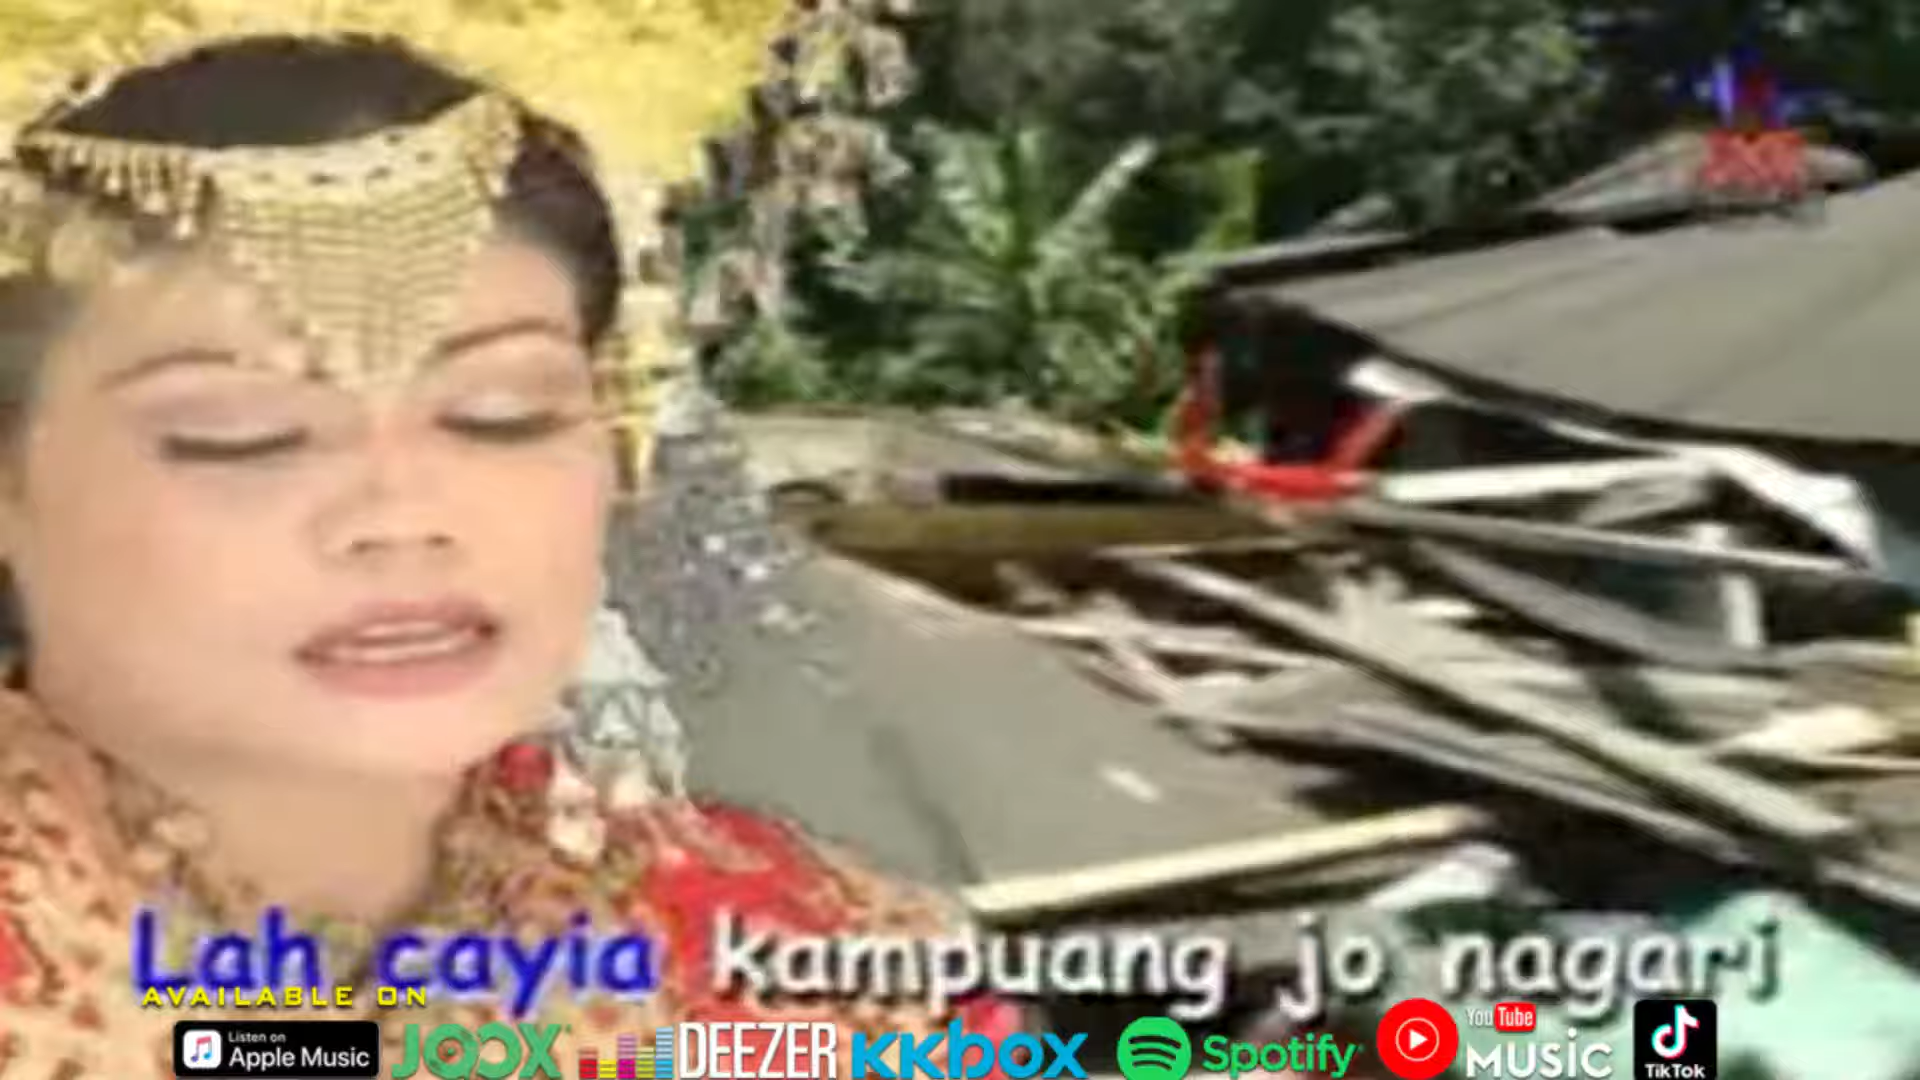 Lah cayia kampuang jo nagari
AVAILABLE ON
Listen on
Apple Music
JOOX
DEEZER
KKBOX
Spotify
YouTube
MUSIC
TikTok